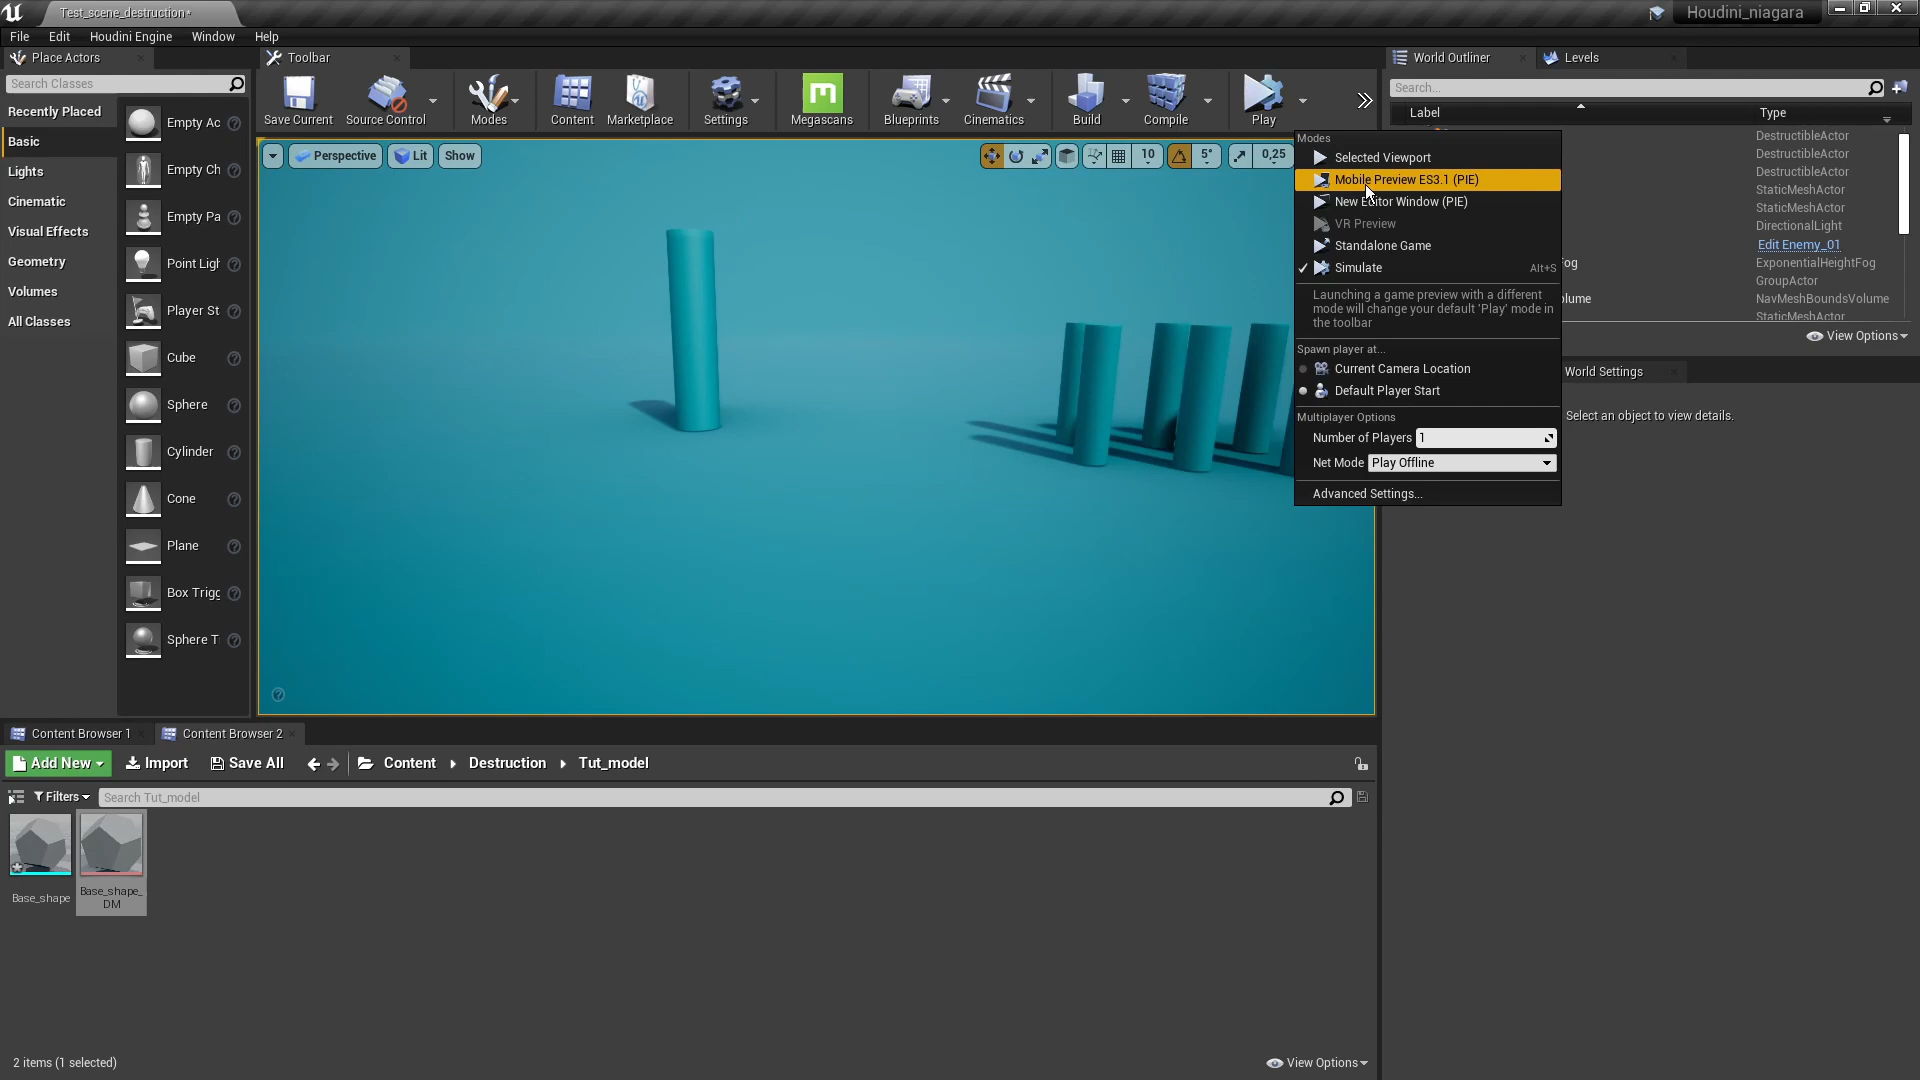 Test_scene_destruction*
Houdini_niagara
File Edit Houdini Engine Window Help
Place Actors
Search Classes
Recently Placed
Basic
Lights
Cinematic
Visual Effects
Geometry
Volumes
All Classes
Empty Ac
Empty Ch
Empty Pa
Point Ligh
Player St
Cube
Sphere
Cylinder
Cone
Plane
Box Trigg
Sphere T
Toolbar
Save Current Source Control Modes Content Marketplace Settings Megascans Blueprints Cinematics Build Compile Play
Perspective Lit Show
10 5° 0,25
Modes
Selected Viewport
Mobile Preview ES3.1 (PIE)
New Editor Window (PIE)
VR Preview
Standalone Game
Simulate Alt+S
Launching a game preview with a different
mode will change your default 'Play' mode in
the toolbar
Spawn player at...
Current Camera Location
Default Player Start
Multiplayer Options
Number of Players 1
Net Mode Play Offline
Advanced Settings...
World Outliner Levels
Search...
Label Type
DestructibleActor
DestructibleActor
DestructibleActor
StaticMeshActor
StaticMeshActor
DirectionalLight
Edit Enemy_01
Fog ExponentialHeightFog
GroupActor
olume NavMeshBoundsVolume
StaticMeshActor
View Options
World Settings
Select an object to view details.
Content Browser 1 Content Browser 2
Add New Import Save All Content Destruction Tut_model
Filters Search Tut_model
Base_shape
Base_shape_
DM
2 items (1 selected)
View Options